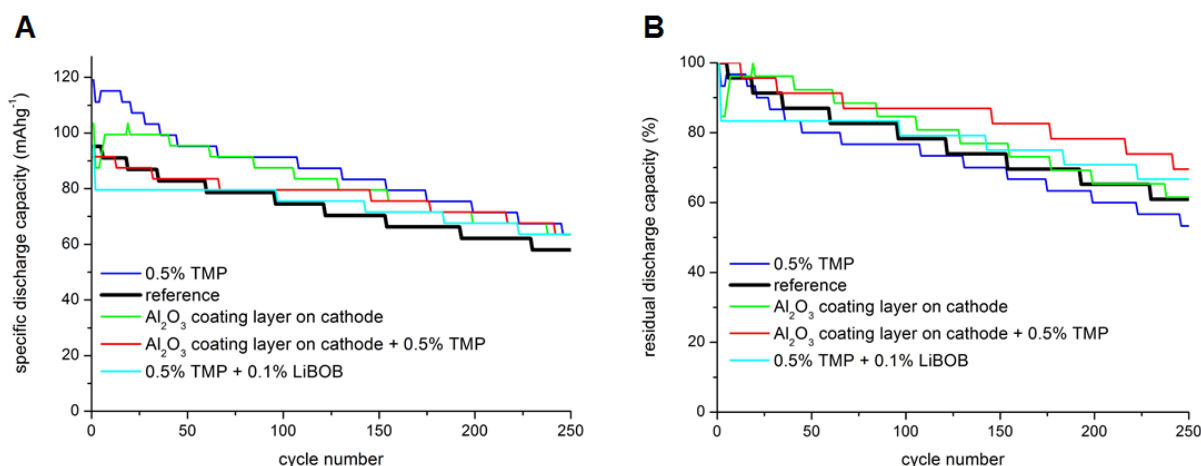 A
120
100
80
60
40
20
0
specific discharge capacity (mAhg⁻¹)
0.5% TMP
reference
Al₂O₃ coating layer on cathode
Al₂O₃ coating layer on cathode + 0.5% TMP
0.5% TMP + 0.1% LiBOB
0 50 100 150 200 250
cycle number
B
100
80
60
40
20
0
residual discharge capacity (%)
0.5% TMP
reference
Al₂O₃ coating layer on cathode
Al₂O₃ coating layer on cathode + 0.5% TMP
0.5% TMP + 0.1% LiBOB
0 50 100 150 200 250
cycle number